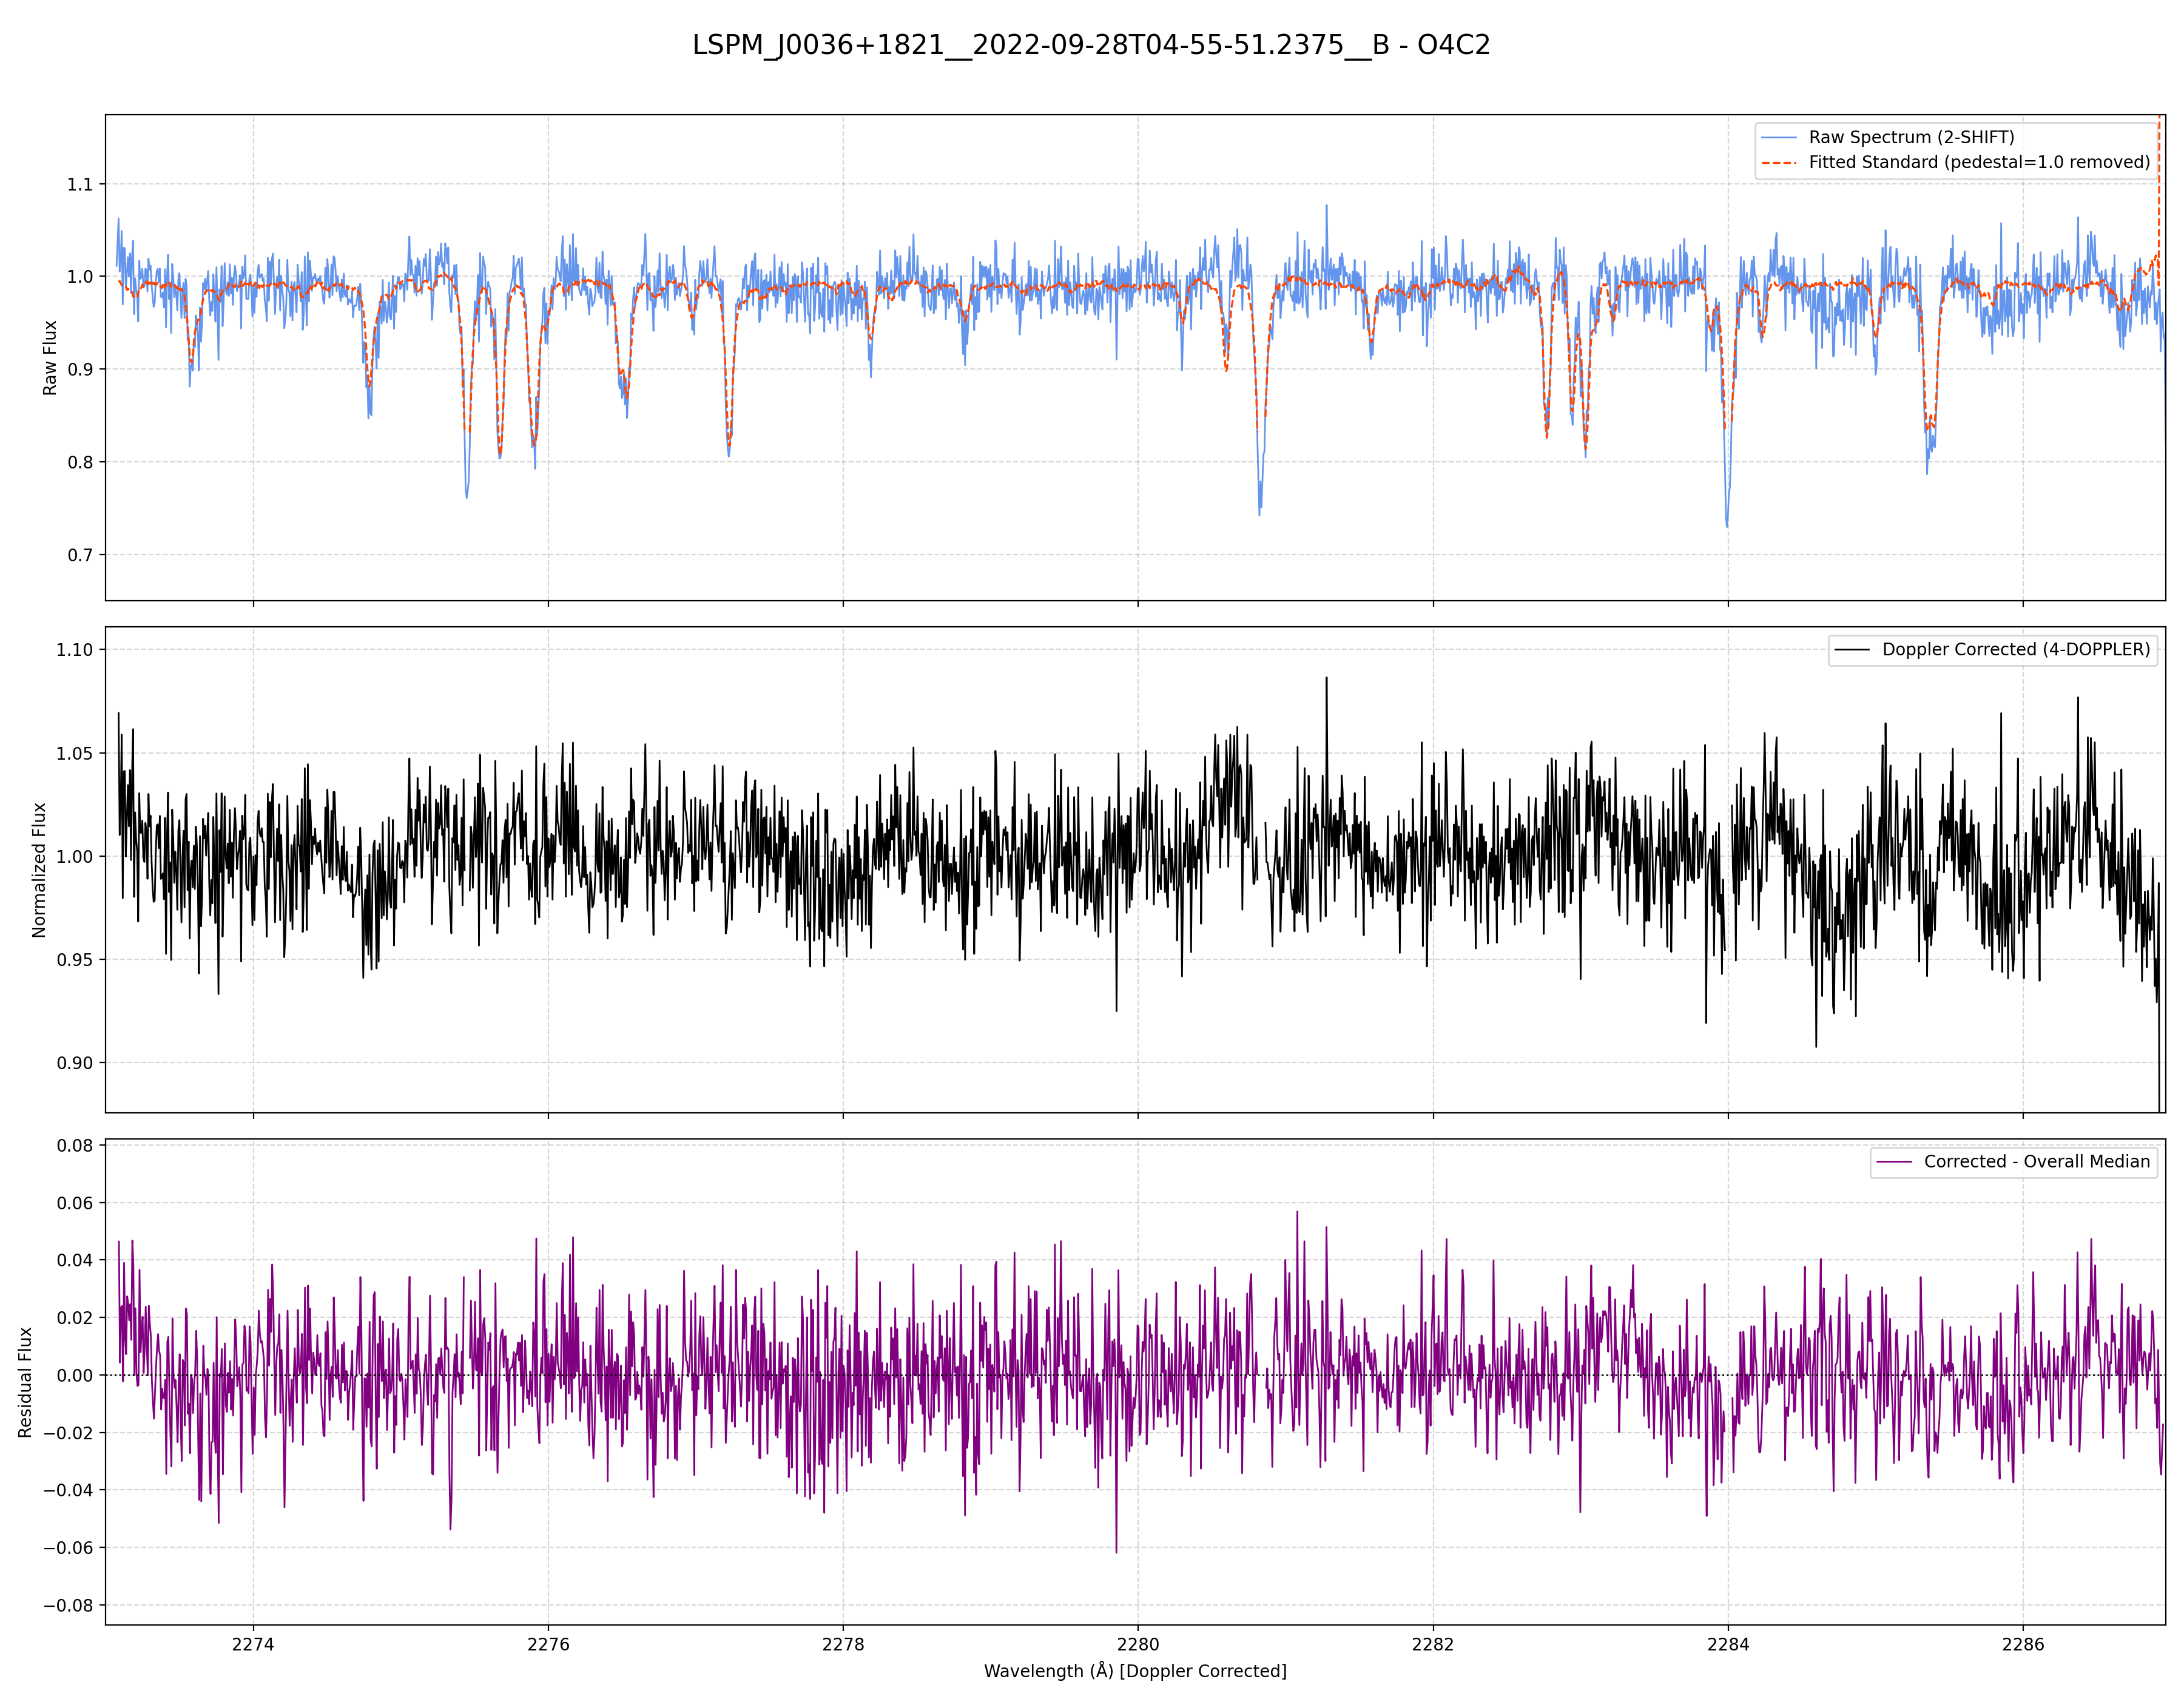 LSPM_J0036+1821__2022-09-28T04-55-51.2375__B - O4C2
Raw Spectrum (2-SHIFT)
Fitted Standard (pedestal=1.0 removed)
Raw Flux
1.1
1.0
0.9
0.8
0.7
Doppler Corrected (4-DOPPLER)
Normalized Flux
1.10
1.05
1.00
0.95
0.90
Corrected - Overall Median
Residual Flux
0.08
0.06
0.04
0.02
0.00
−0.02
−0.04
−0.06
−0.08
2274 2276 2278 2280 2282 2284 2286
Wavelength (Å) [Doppler Corrected]